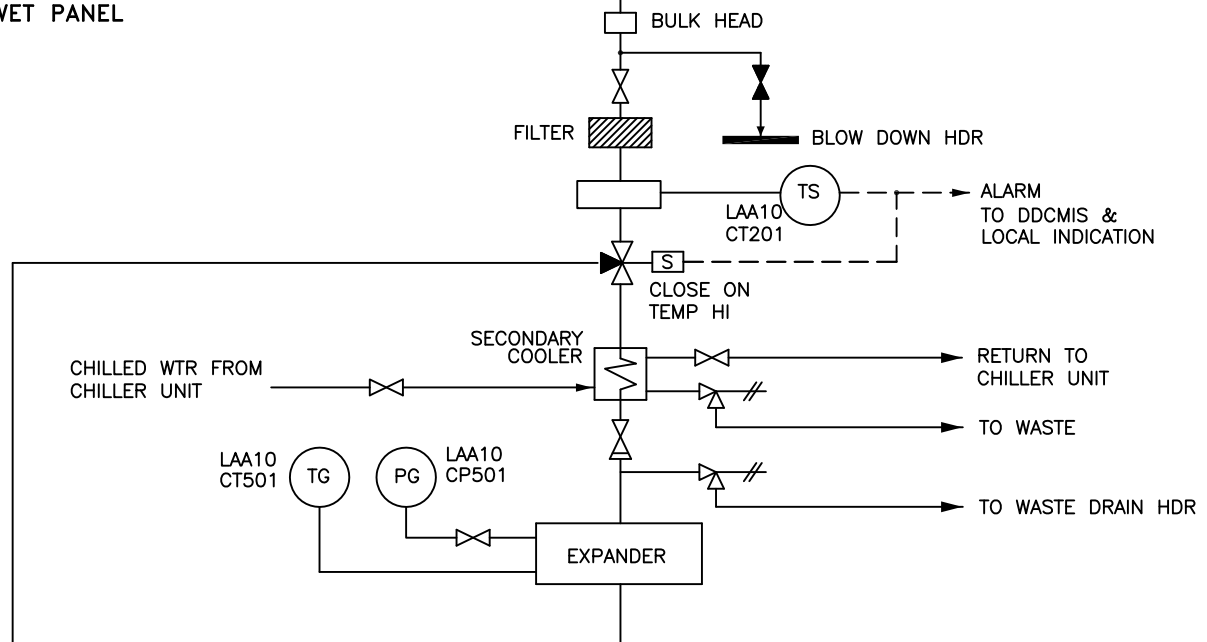 WET PANEL
BULK HEAD
FILTER
BLOW DOWN HDR
TS
LAA10
CT201
ALARM
TO DDCMIS &
LOCAL INDICATION
S
CLOSE ON
TEMP HI
SECONDARY
COOLER
CHILLED WTR FROM
CHILLER UNIT
RETURN TO
CHILLER UNIT
TO WASTE
LAA10
CT501
TG
PG
LAA10
CP501
TO WASTE DRAIN HDR
EXPANDER